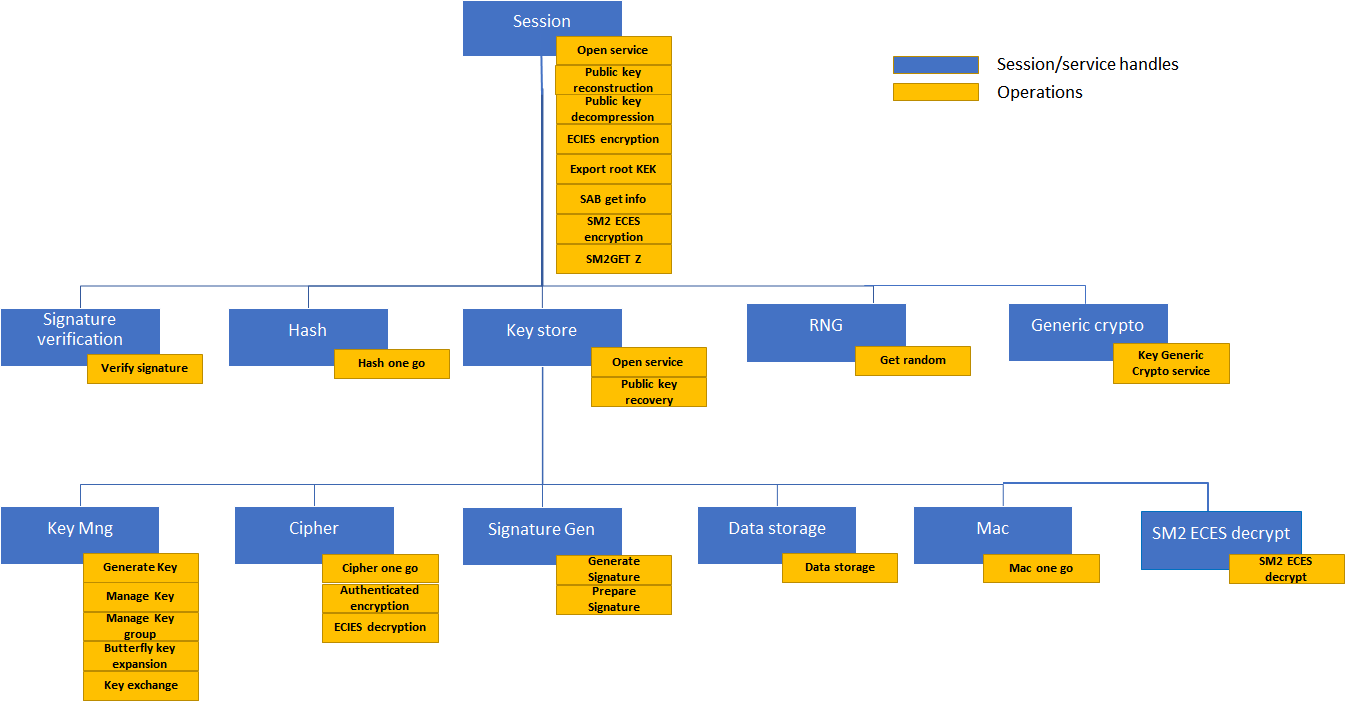 Session
Open service
Public key
reconstruction
Public key
decompression
ECIES encryption
Export root KEK
SAB get info
SM2 ECES
encryption
SM2GET Z
Session/service handles
Operations
Signature
verification
Verify signature
Hash
Hash one go
Key store
Open service
Public key
recovery
RNG
Get random
Generic crypto
Key Generic
Crypto service
Key Mng
Generate Key
Manage Key
Manage Key
group
Butterfly key
expansion
Key exchange
Cipher
Cipher one go
Authenticated
encryption
ECIES decryption
Signature Gen
Generate
Signature
Prepare
Signature
Data storage
Data storage
Mac
Mac one go
SM2 ECES decrypt
SM2 ECES
decrypt